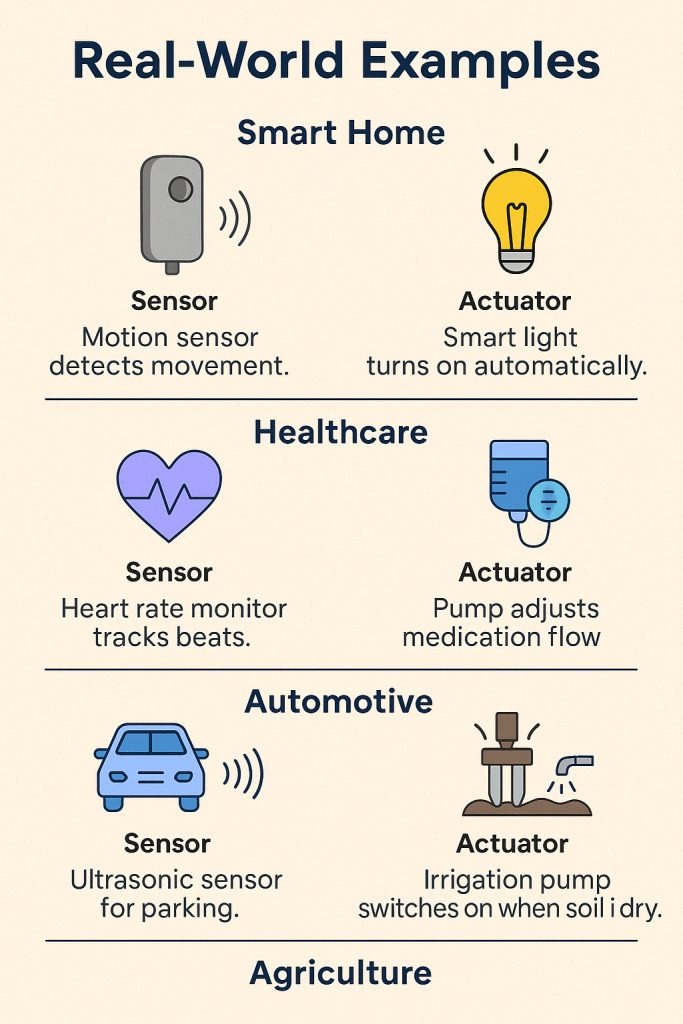 Real-World Examples
Smart Home
Sensor
Motion sensor
detects movement.
Actuator
Smart light
turns on automatically.
Healthcare
Sensor
Heart rate monitor
tracks beats.
Actuator
Pump adjusts
medication flow
Automotive
Sensor
Ultrasonic sensor
for parking.
Actuator
Irrigation pump
switches on when soil i dry.
Agriculture